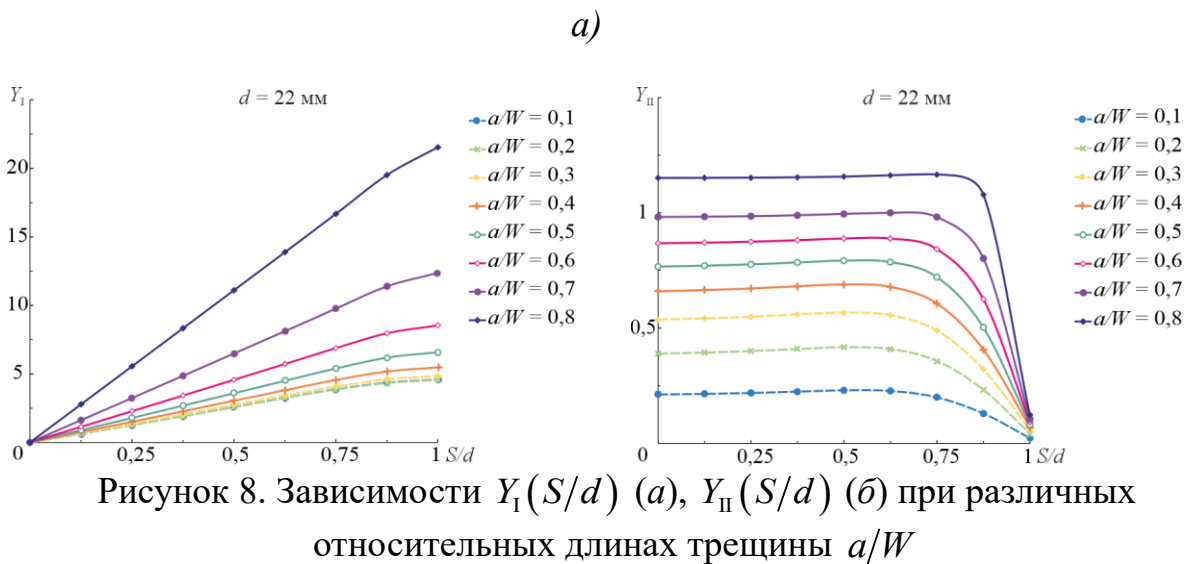 а)
Y_I
d = 22 мм
20
15
10
5
0
0,25
0,5
0,75
1
S/d
a/W = 0,1
a/W = 0,2
a/W = 0,3
a/W = 0,4
a/W = 0,5
a/W = 0,6
a/W = 0,7
a/W = 0,8
Y_II
d = 22 мм
1
0,5
0
0,25
0,5
0,75
1
S/d
a/W = 0,1
a/W = 0,2
a/W = 0,3
a/W = 0,4
a/W = 0,5
a/W = 0,6
a/W = 0,7
a/W = 0,8
Рисунок 8. Зависимости Y_I(S/d) (а), Y_II(S/d) (б) при различных
относительных длинах трещины a/W